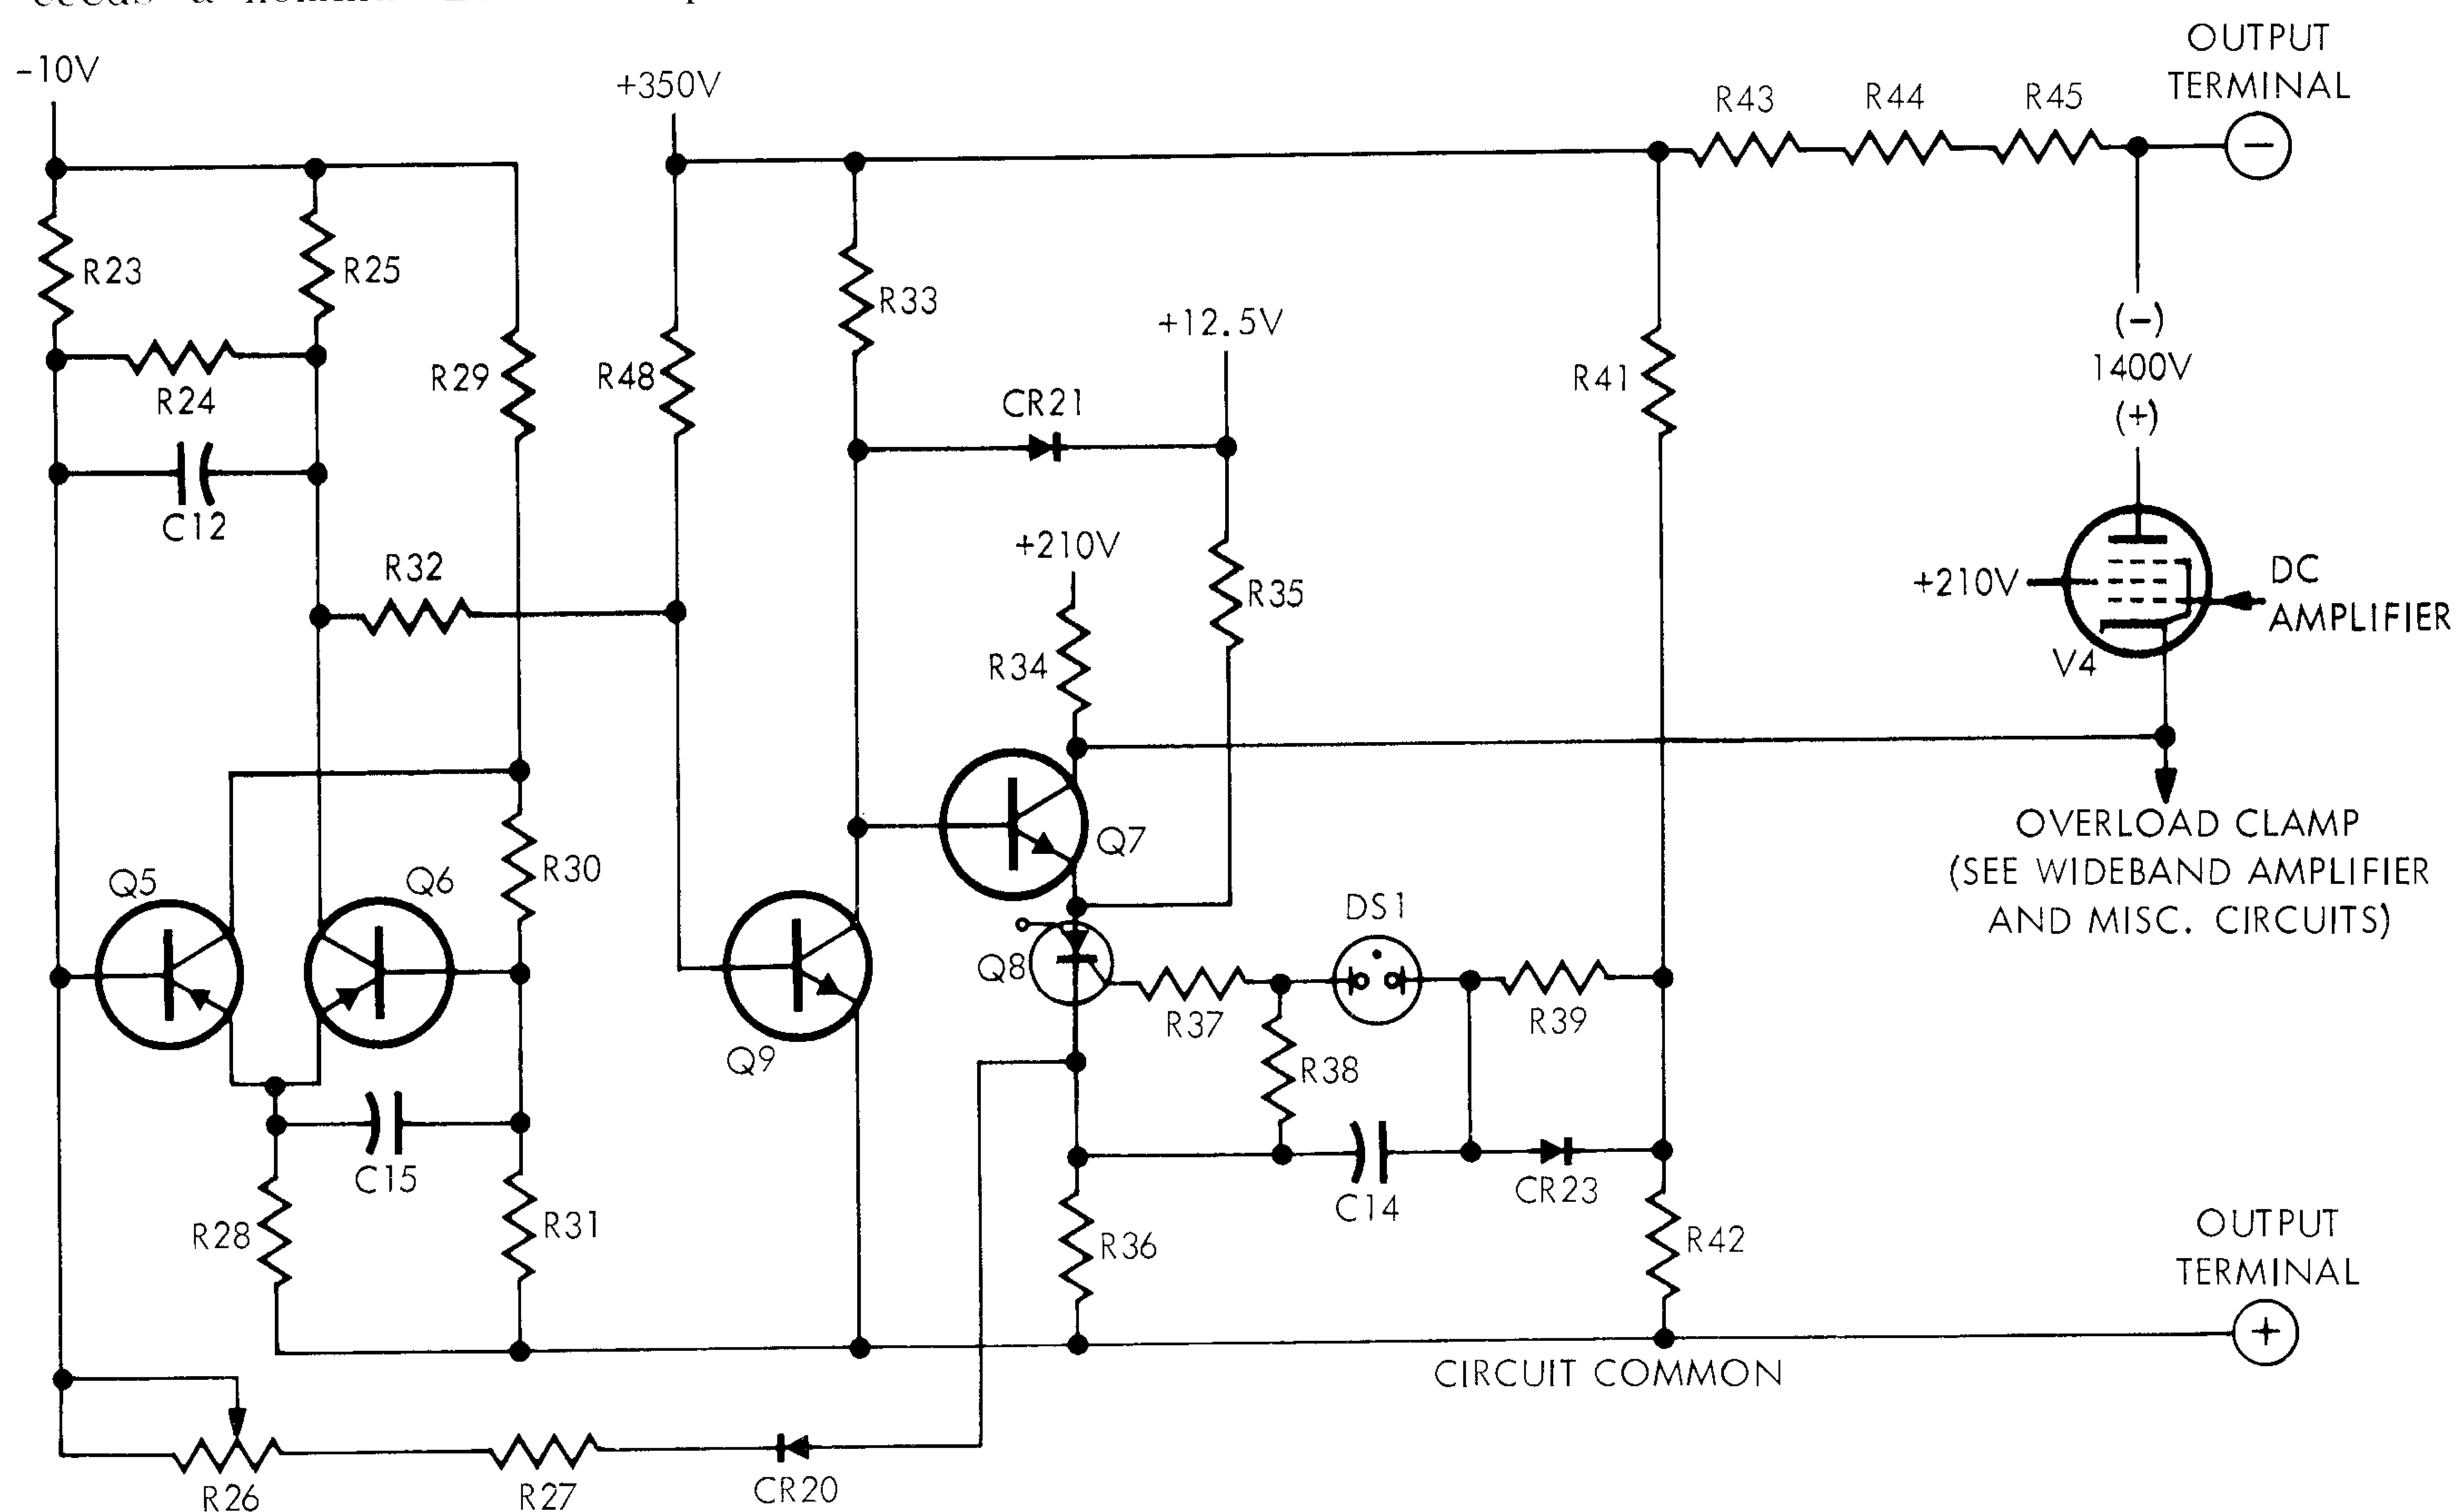 -10V
+350V
OUTPUT
TERMINAL
−
R43
R44
R45
R23
R25
R33
+12.5V
R24
R29
R48
CR21
R41
(−)
1400V
(+)
C12
R32
+210V
R35
R34
+210V
DC
AMPLIFIER
V4
Q5
Q6
R30
Q7
OVERLOAD CLAMP
(SEE WIDEBAND AMPLIFIER
AND MISC. CIRCUITS)
Q9
Q8
DS1
R37
R39
R38
C15
C14
CR23
R28
R31
R36
R42
OUTPUT
TERMINAL
+
CIRCUIT COMMON
R26
R27
CR20